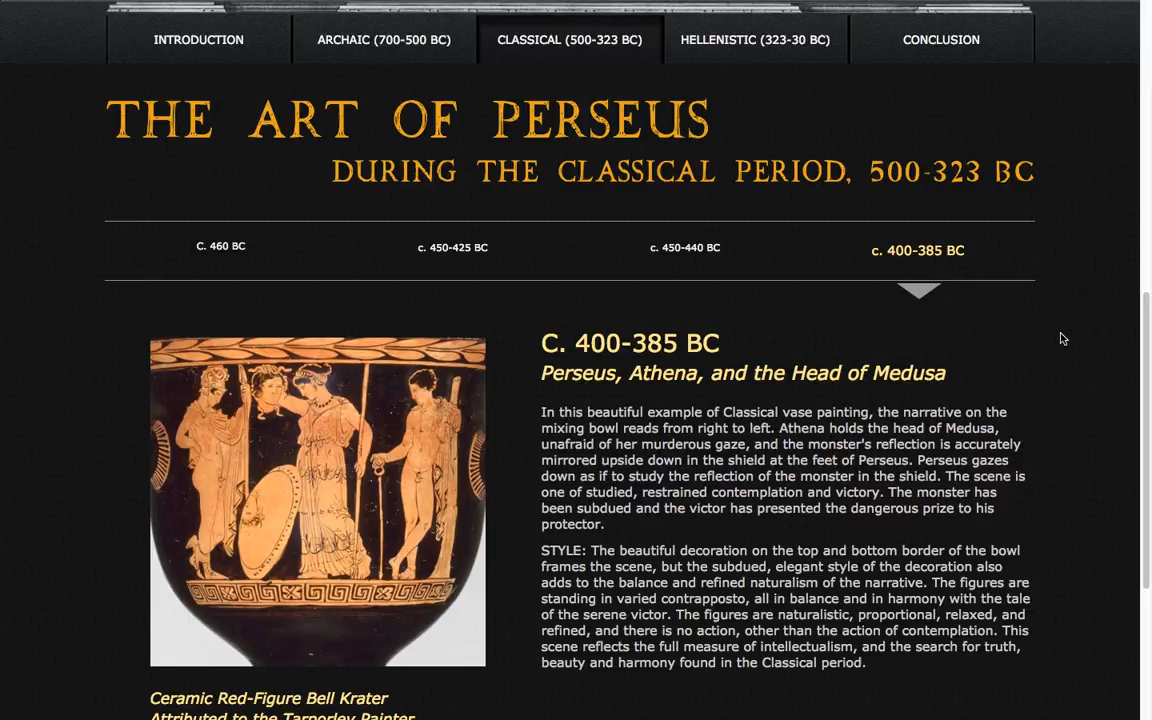 INTRODUCTION
ARCHAIC (700-500 BC)
CLASSICAL (500-323 BC)
HELLENISTIC (323-30 BC)
CONCLUSION
THE ART OF PERSEUS
DURING THE CLASSICAL PERIOD, 500-323 BC
C. 460 BC
c. 450-425 BC
c. 450-440 BC
c. 400-385 BC
C. 400-385 BC
Perseus, Athena, and the Head of Medusa
In this beautiful example of Classical vase painting, the narrative on the
mixing bowl reads from right to left. Athena holds the head of Medusa,
unafraid of her murderous gaze, and the monster's reflection is accurately
mirrored upside down in the shield at the feet of Perseus. Perseus gazes
down as if to study the reflection of the monster in the shield. The scene is
one of studied, restrained contemplation and victory. The monster has
been subdued and the victor has presented the dangerous prize to his
protector.
STYLE: The beautiful decoration on the top and bottom border of the bowl
frames the scene, but the subdued, elegant style of the decoration also
adds to the balance and refined naturalism of the narrative. The figures are
standing in varied contrapposto, all in balance and in harmony with the tale
of the serene victor. The figures are naturalistic, proportional, relaxed, and
refined, and there is no action, other than the action of contemplation. This
scene reflects the full measure of intellectualism, and the search for truth,
beauty and harmony found in the Classical period.
Ceramic Red-Figure Bell Krater
Attributed to the Tarporley Painter